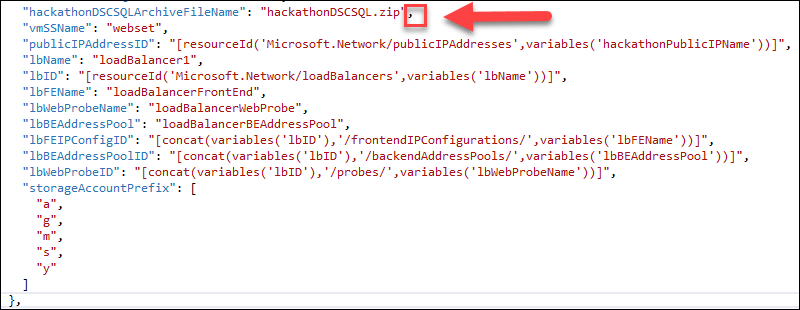 "hackathonDSCSQLArchiveFileName": "hackathonDSCSQL.zip",
"vmSSName": "webset",
"publicIPAddressID": "[resourceId('Microsoft.Network/publicIPAddresses',variables('hackathonPublicIPName'))]",
"lbName": "loadBalancer1",
"lbID": "[resourceId('Microsoft.Network/loadBalancers',variables('lbName'))]",
"lbFEName": "loadBalancerFrontEnd",
"lbWebProbeName": "loadBalancerWebProbe",
"lbBEAddressPool": "loadBalancerBEAddressPool",
"lbFEIPConfigID": "[concat(variables('lbID'),'/frontendIPConfigurations/',variables('lbFEName'))]",
"lbBEAddressPoolID": "[concat(variables('lbID'),'/backendAddressPools/',variables('lbBEAddressPool'))]",
"lbWebProbeID": "[concat(variables('lbID'),'/probes/',variables('lbWebProbeName'))]",
"storageAccountPrefix": [
"a",
"g",
"m",
"s",
"y"
]
},